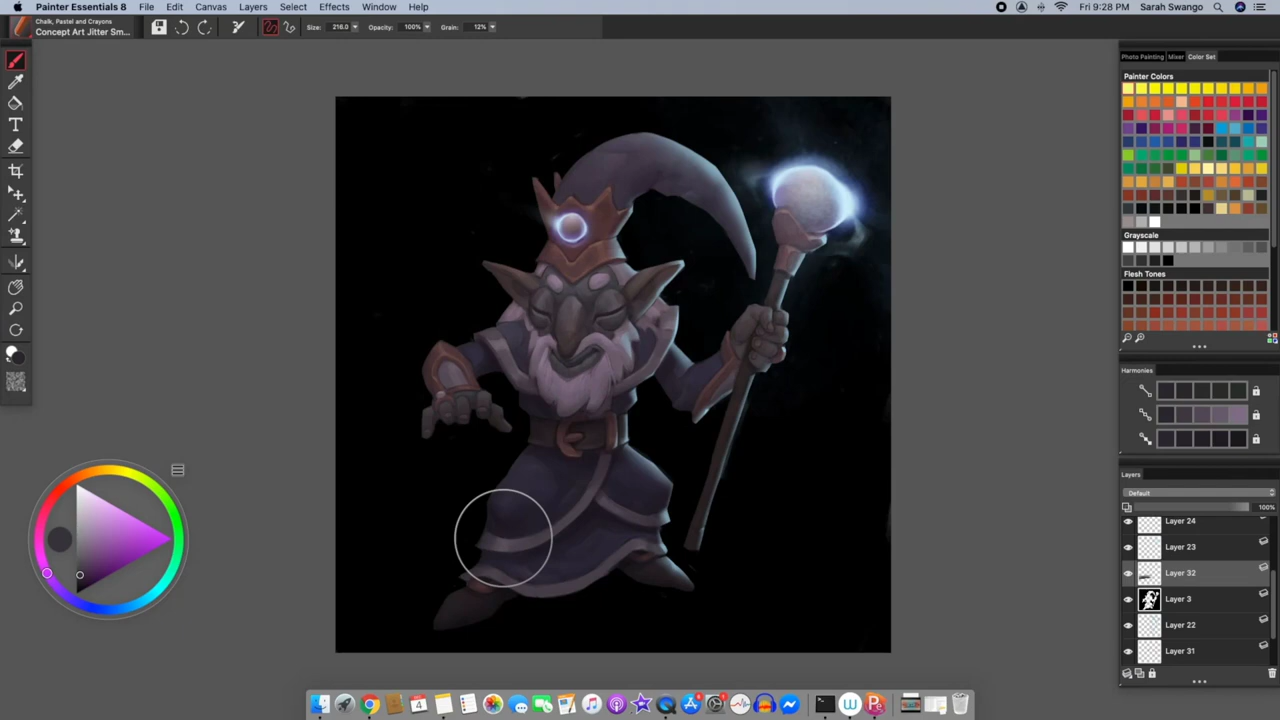 Painter Essentials 8 File Edit Canvas Layers Select Effects Window Help Fri 9:28 PM Sarah Swango
Chalk, Pastel and Crayons
Concept Art Jitter Sm... Size: 216.0 Opacity: 100% Grain: 12%
Photo Painting Mixer Color Set
Painter Colors
Grayscale
Flesh Tones
Harmonies
Layers
Default
100%
Layer 24
Layer 23
Layer 32
Layer 3
Layer 22
Layer 31